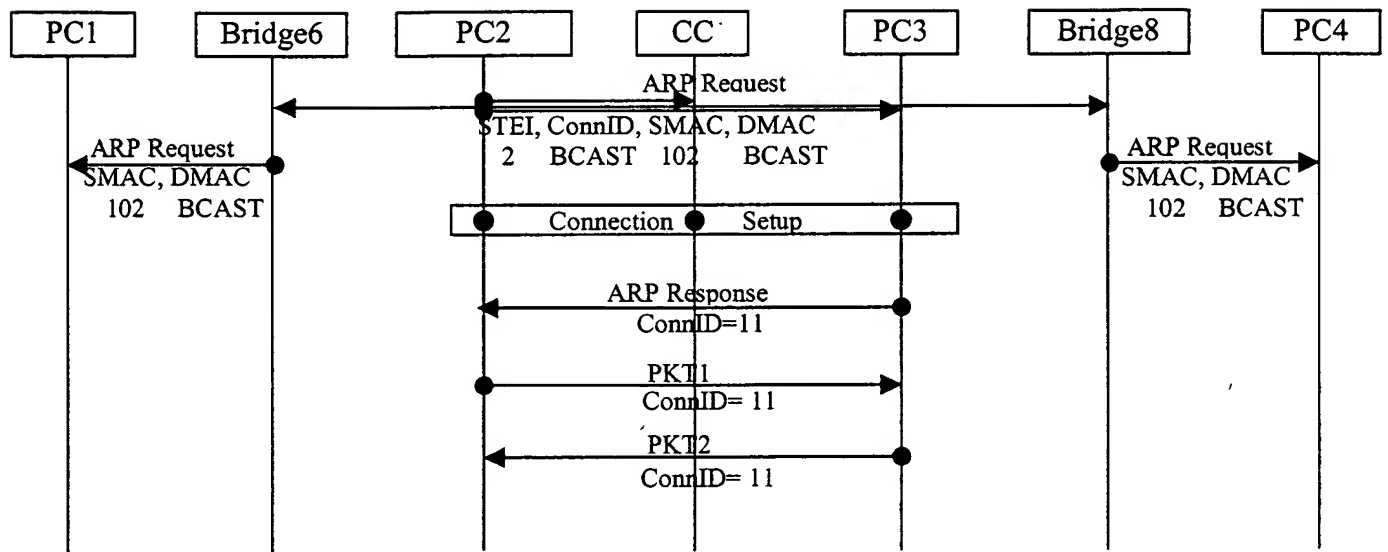 PC1 Bridge6 PC2 CC PC3 Bridge8 PC4
ARP Request
STEI, ConnID, SMAC, DMAC
2 BCAST 102 BCAST
ARP Request
SMAC, DMAC
102 BCAST
ARP Request
SMAC, DMAC
102 BCAST
Connection Setup
ARP Response
ConnID=11
PKT1
ConnID= 11
PKT2
ConnID= 11